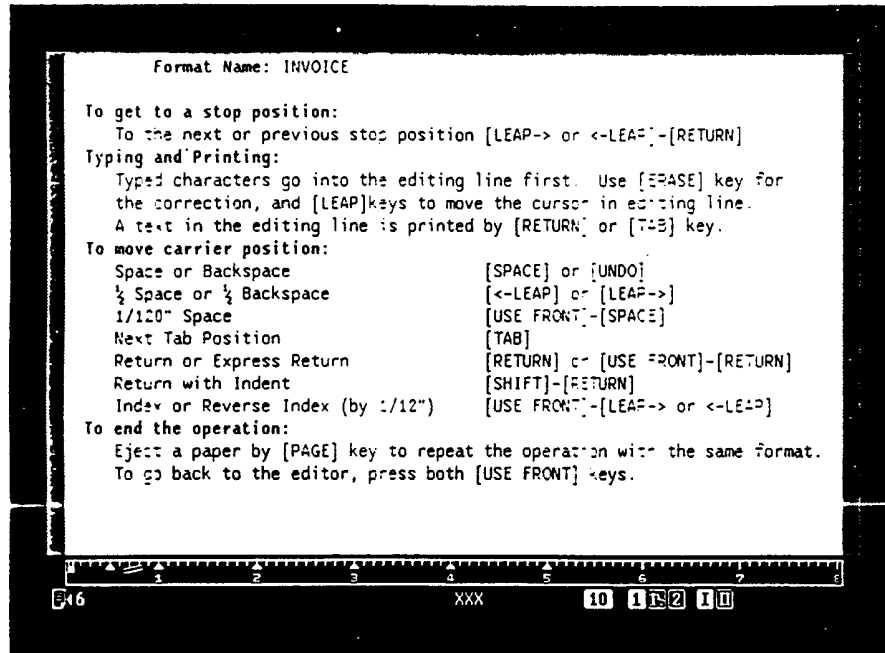 Format Name: INVOICE
To get to a stop position:
To the next or previous stop position [LEAP-> or <-LEAP]-[RETURN]
Typing and Printing:
Typed characters go into the editing line first. Use [ERASE] key for
the correction, and [LEAP]keys to move the cursor in editing line.
A text in the editing line is printed by [RETURN] or [TAB] key.
To move carrier position:
Space or Backspace [SPACE] or [UNDO]
½ Space or ½ Backspace [<-LEAP] or [LEAP->]
1/120" Space [USE FRONT]-[SPACE]
Next Tab Position [TAB]
Return or Express Return [RETURN] or [USE FRONT]-[RETURN]
Return with Indent [SHIFT]-[RETURN]
Index or Reverse Index (by 1/12") [USE FRONT]-[LEAP-> or <-LEAP]
To end the operation:
Eject a paper by [PAGE] key to repeat the operation with the same format.
To go back to the editor, press both [USE FRONT] keys.
1 2 3 4 5 6 7 8
6 XXX 10 1 2 I II